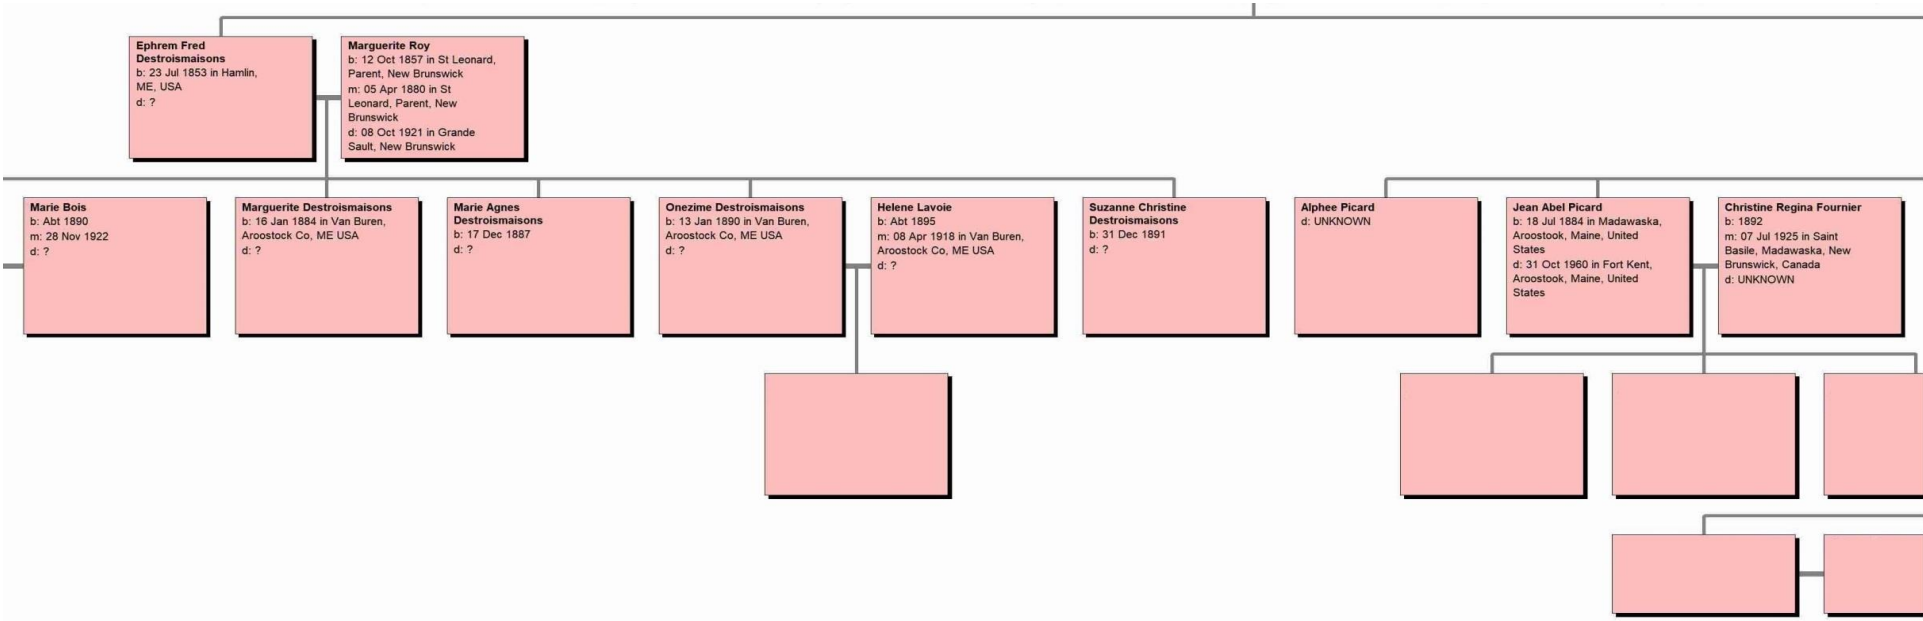 Ephrem Fred
Destroismaisons
b: 23 Jul 1853 in Hamlin,
ME, USA
d: ?
Marguerite Roy
b: 12 Oct 1857 in St Leonard,
Parent, New Brunswick
m: 05 Apr 1880 in St
Leonard, Parent, New
Brunswick
d: 08 Oct 1921 in Grande
Sault, New Brunswick
Marie Bois
b: Abt 1890
m: 28 Nov 1922
d: ?
Marguerite Destroismaisons
b: 16 Jan 1884 in Van Buren,
Aroostock Co, ME USA
d: ?
Marie Agnes
Destroismaisons
b: 17 Dec 1887
d: ?
Onezime Destroismaisons
b: 13 Jan 1890 in Van Buren,
Aroostock Co, ME USA
d: ?
Helene Lavoie
b: Abt 1895
m: 08 Apr 1918 in Van Buren,
Aroostock Co, ME USA
d: ?
Suzanne Christine
Destroismaisons
b: 31 Dec 1891
d: ?
Alphee Picard
d: UNKNOWN
Jean Abel Picard
b: 18 Jul 1884 in Madawaska,
Aroostook, Maine, United
States
d: 31 Oct 1960 in Fort Kent,
Aroostook, Maine, United
States
Christine Regina Fournier
b: 1892
m: 07 Jul 1925 in Saint
Basile, Madawaska, New
Brunswick, Canada
d: UNKNOWN